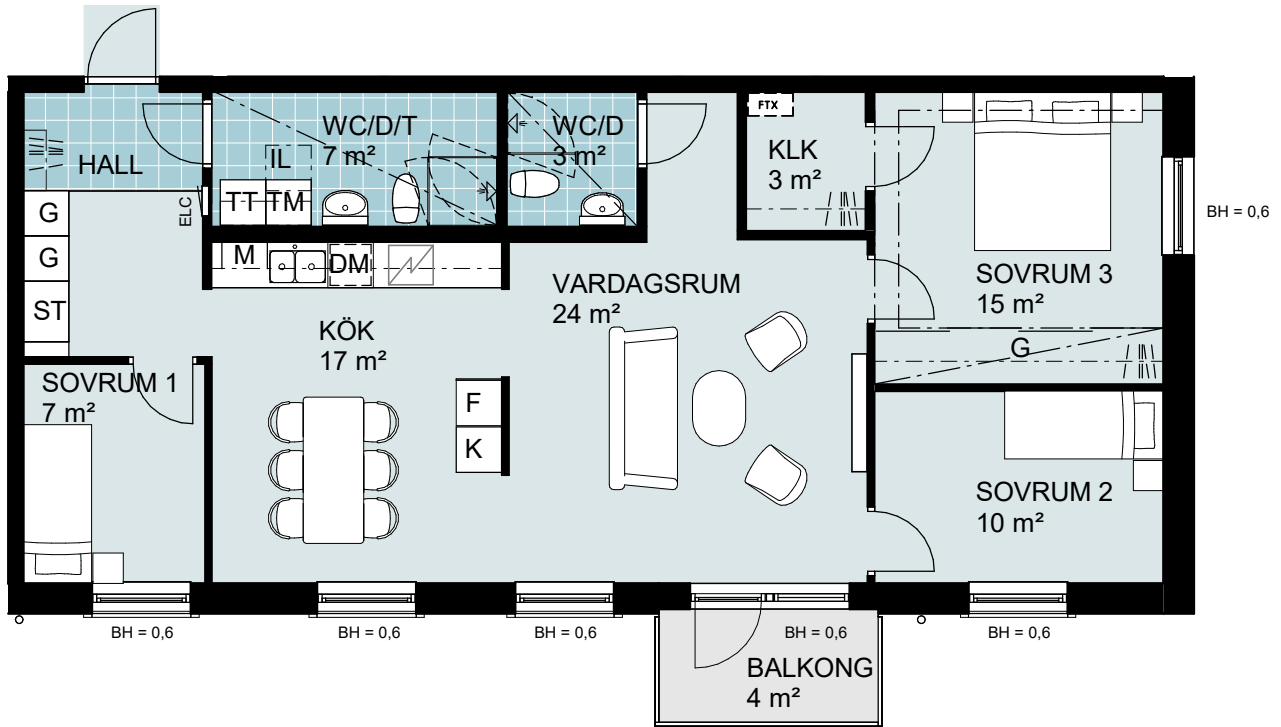 HALL
WC/D/T
7 m²
IL
TT TM
WC/D
3 m²
FTX
KLK
3 m²
G
G
ST
ELC
M
DM
KÖK
17 m²
F
K
VARDAGSRUM
24 m²
SOVRUM 3
15 m²
G
BH = 0,6
SOVRUM 1
7 m²
SOVRUM 2
10 m²
BH = 0,6
BH = 0,6
BH = 0,6
BH = 0,6
BH = 0,6
BALKONG
4 m²